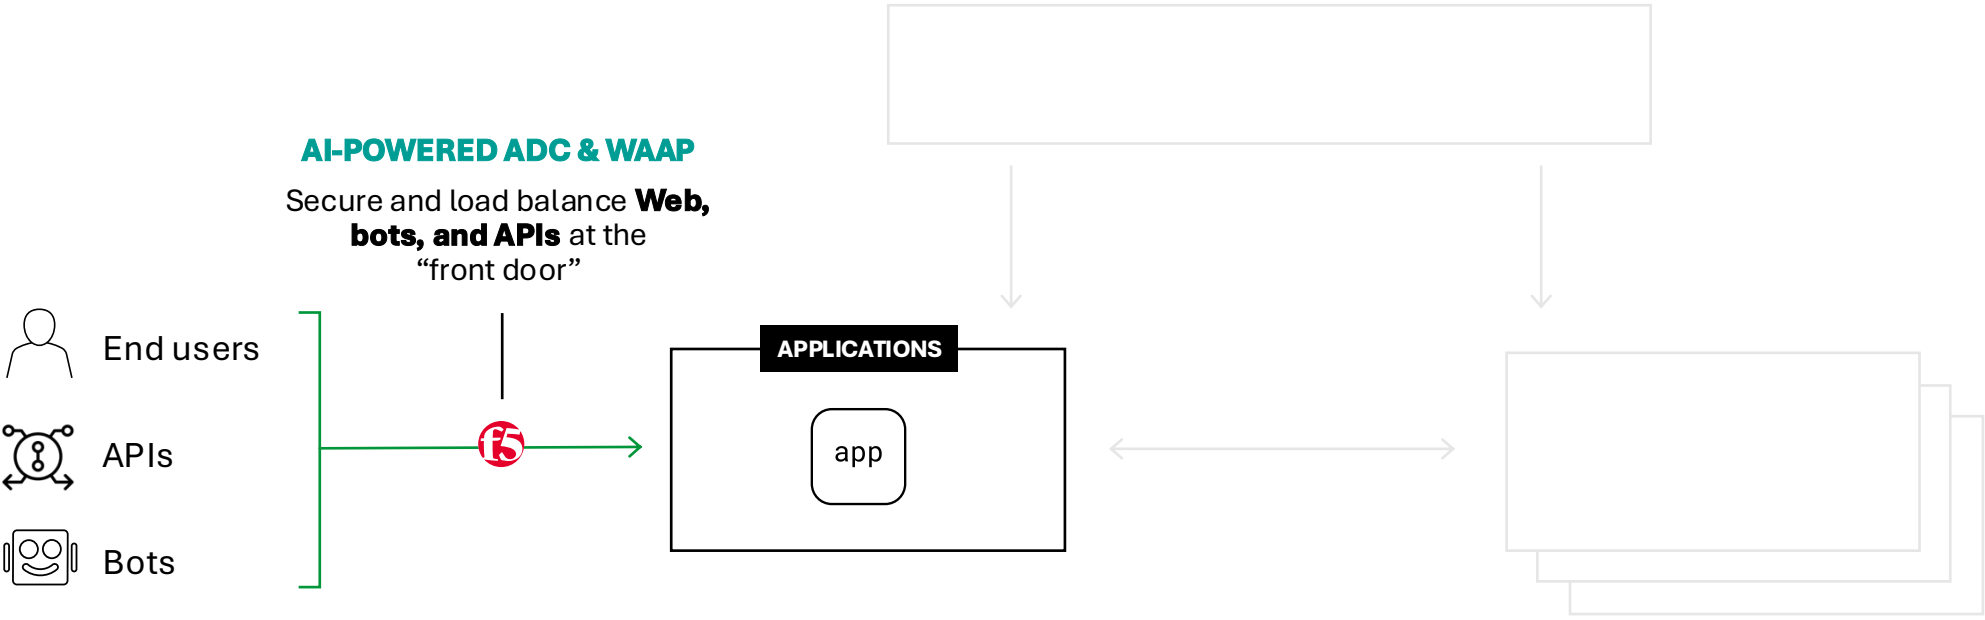 AI-POWERED ADC & WAAP
Secure and load balance Web,
bots, and APIs at the
“front door”
End users
APIs
Bots
f5
APPLICATIONS
app